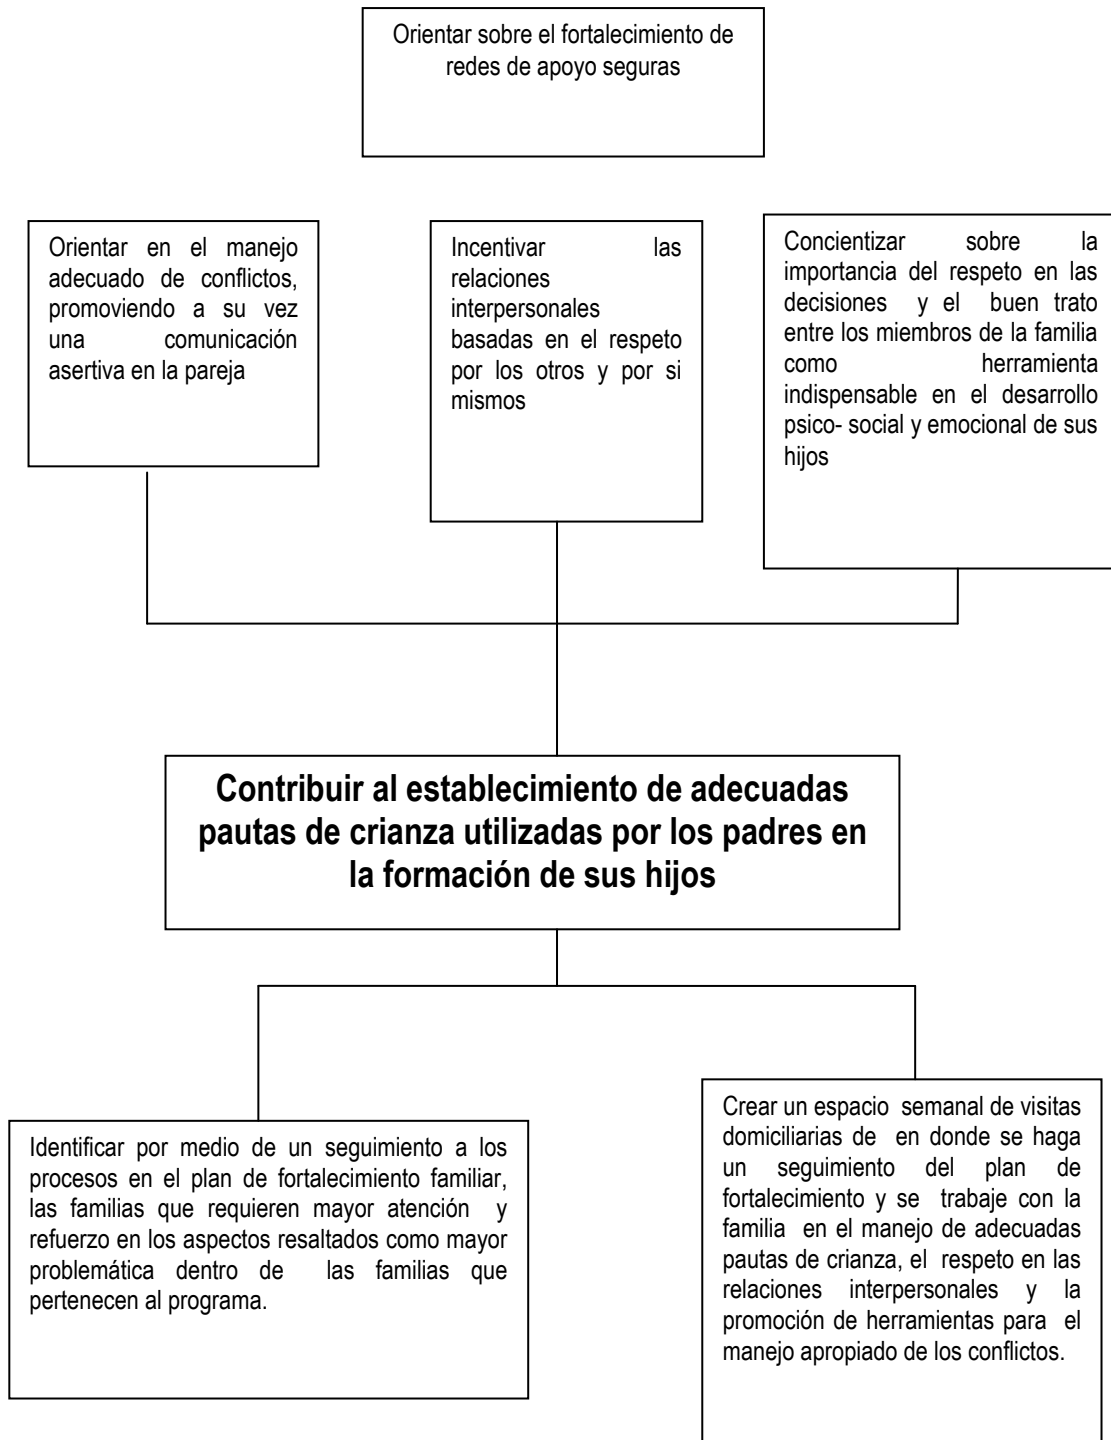 Orientar sobre el fortalecimiento de
redes de apoyo seguras
Orientar en el manejo
adecuado de conflictos,
promoviendo a su vez
una comunicación
asertiva en la pareja
Incentivar las
relaciones
interpersonales
basadas en el respeto
por los otros y por si
mismos
Concientizar sobre la
importancia del respeto en las
decisiones y el buen trato
entre los miembros de la familia
como herramienta
indispensable en el desarrollo
psico- social y emocional de sus
hijos
Contribuir al establecimiento de adecuadas
pautas de crianza utilizadas por los padres en
la formación de sus hijos
Identificar por medio de un seguimiento a los
procesos en el plan de fortalecimiento familiar,
las familias que requieren mayor atención y
refuerzo en los aspectos resaltados como mayor
problemática dentro de las familias que
pertenecen al programa.
Crear un espacio semanal de visitas
domiciliarias de en donde se haga
un seguimiento del plan de
fortalecimiento y se trabaje con la
familia en el manejo de adecuadas
pautas de crianza, el respeto en las
relaciones interpersonales y la
promoción de herramientas para el
manejo apropiado de los conflictos.